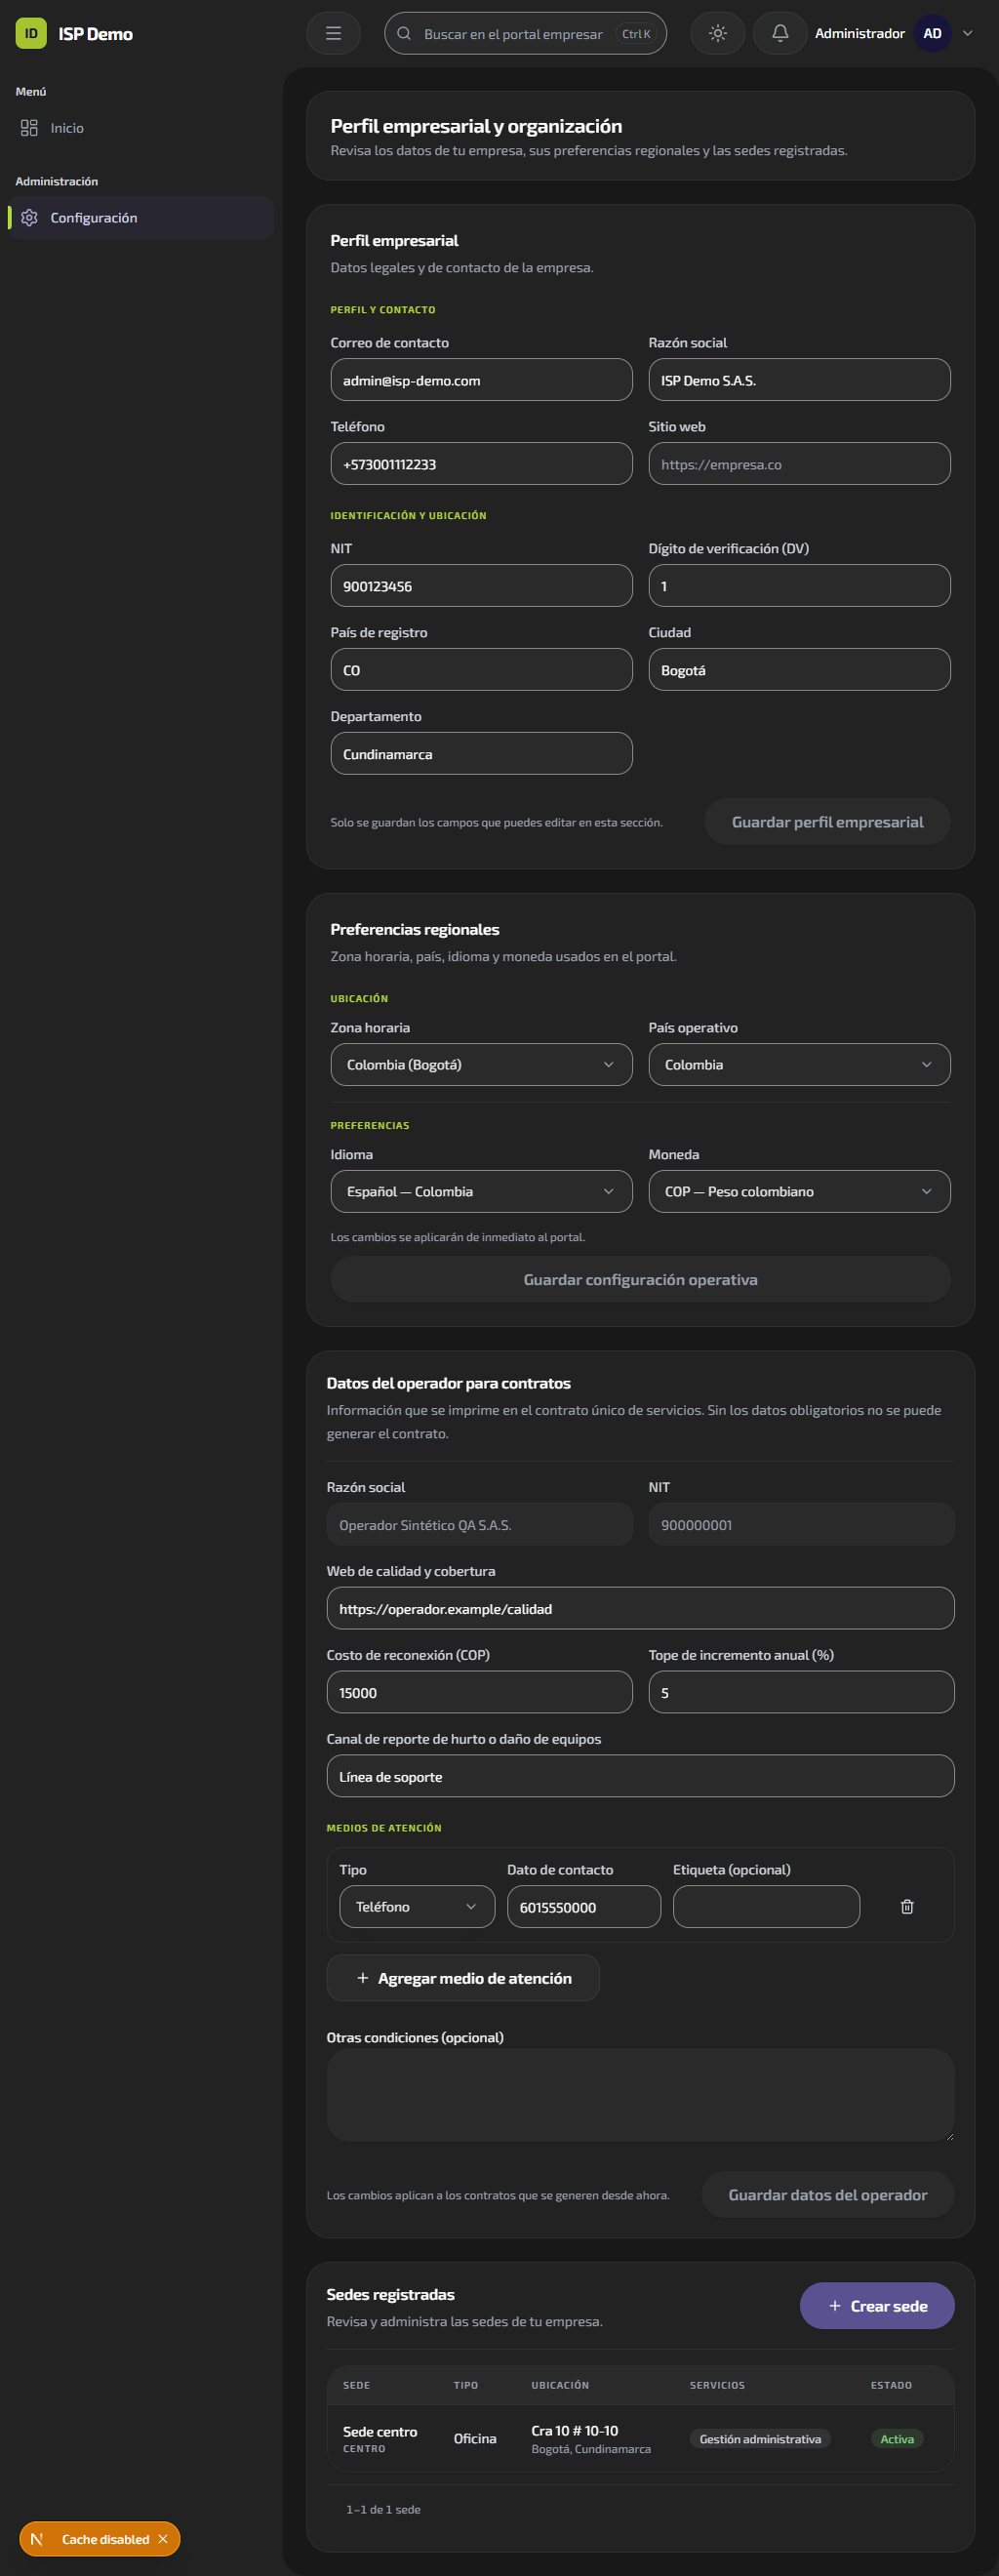 ID ISP Demo
Buscar en el portal empresar Ctrl K
Administrador AD
Menú
Inicio
Administración
Configuración
Perfil empresarial y organización
Revisa los datos de tu empresa, sus preferencias regionales y las sedes registradas.
Perfil empresarial
Datos legales y de contacto de la empresa.
PERFIL Y CONTACTO
Correo de contacto Razón social
admin@isp-demo.com ISP Demo S.A.S.
Teléfono Sitio web
+573001112233 https://empresa.co
IDENTIFICACIÓN Y UBICACIÓN
NIT Dígito de verificación (DV)
900123456 1
País de registro Ciudad
CO Bogotá
Departamento
Cundinamarca
Solo se guardan los campos que puedes editar en esta sección. Guardar perfil empresarial
Preferencias regionales
Zona horaria, país, idioma y moneda usados en el portal.
UBICACIÓN
Zona horaria País operativo
Colombia (Bogotá) Colombia
PREFERENCIAS
Idioma Moneda
Español — Colombia COP — Peso colombiano
Los cambios se aplicarán de inmediato al portal.
Guardar configuración operativa
Datos del operador para contratos
Información que se imprime en el contrato único de servicios. Sin los datos obligatorios no se puede
generar el contrato.
Razón social NIT
Operador Sintético QA S.A.S. 900000001
Web de calidad y cobertura
https://operador.example/calidad
Costo de reconexión (COP) Tope de incremento anual (%)
15000 5
Canal de reporte de hurto o daño de equipos
Línea de soporte
MEDIOS DE ATENCIÓN
Tipo Dato de contacto Etiqueta (opcional)
Teléfono 6015550000
+ Agregar medio de atención
Otras condiciones (opcional)
Los cambios aplican a los contratos que se generen desde ahora. Guardar datos del operador
Sedes registradas
Revisa y administra las sedes de tu empresa.
+ Crear sede
SEDE TIPO UBICACIÓN SERVICIOS ESTADO
Sede centro Oficina Cra 10 # 10-10 Gestión administrativa Activa
CENTRO Bogotá, Cundinamarca
1–1 de 1 sede
N Cache disabled